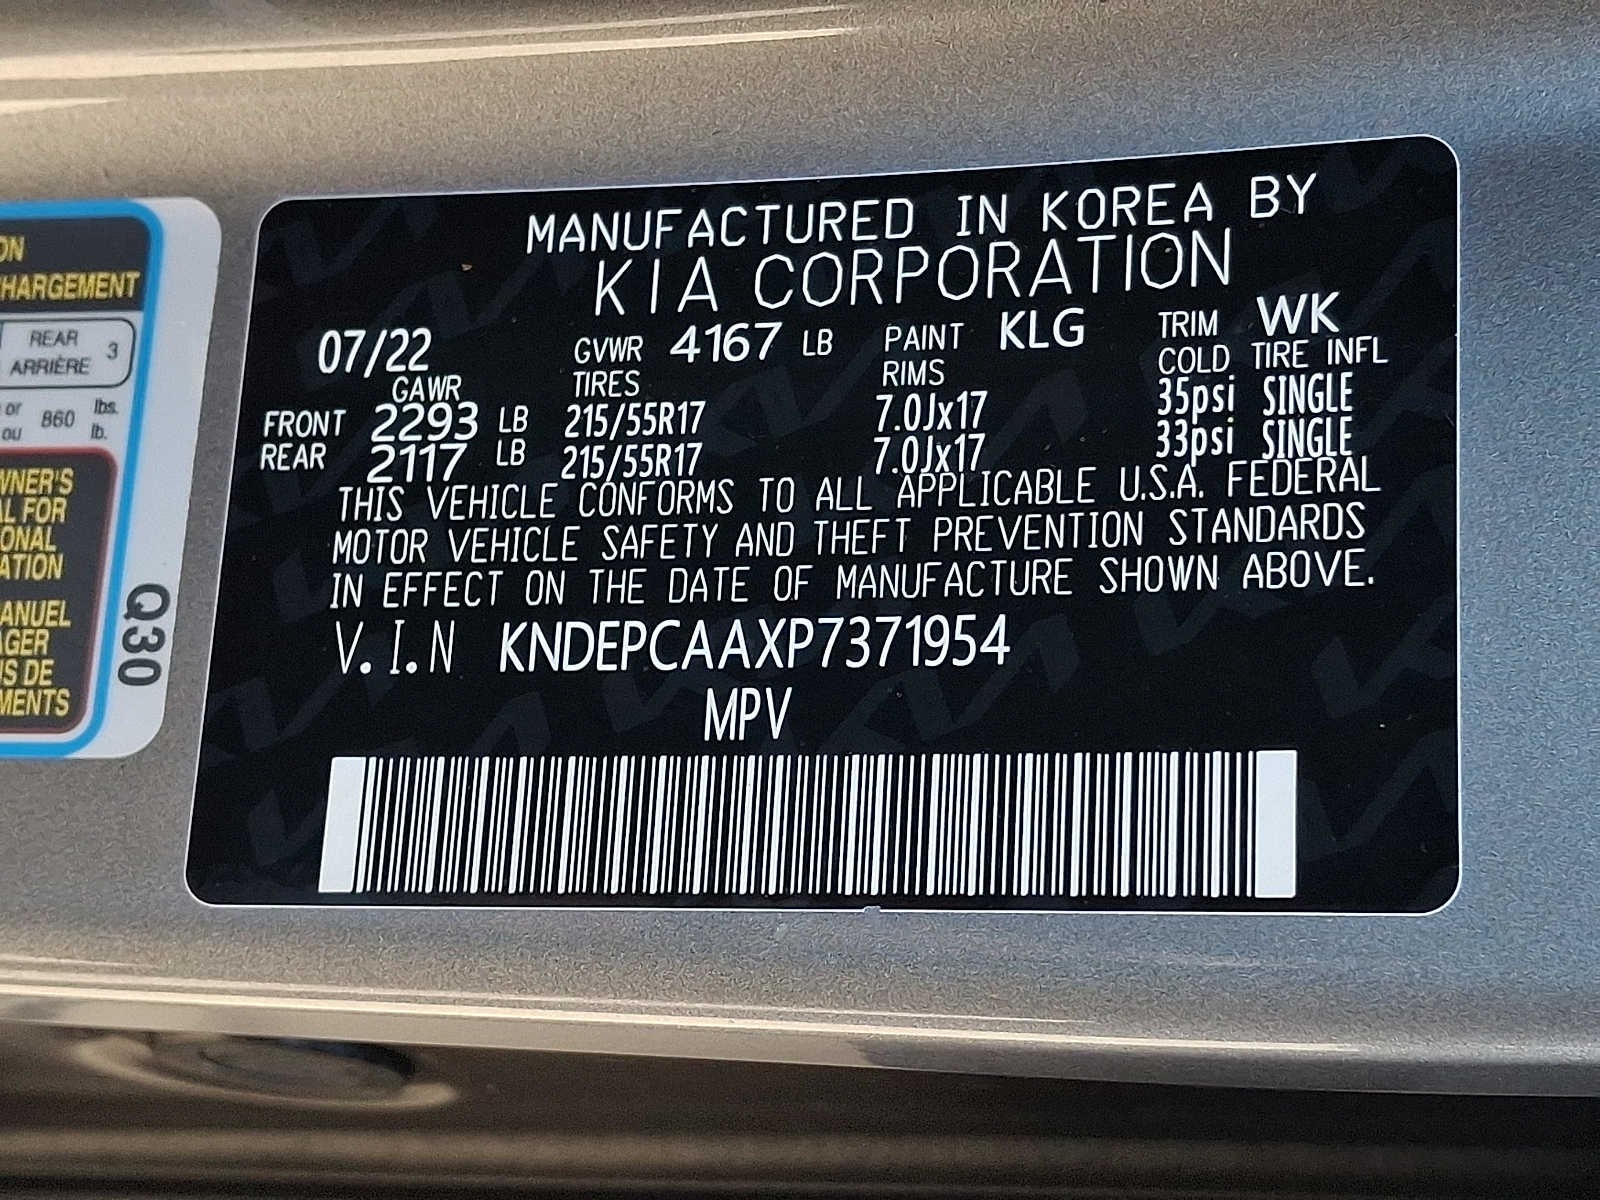 ON
HARGEMENT
REAR
ARRIÈRE 3
or
ou 860 lbs.
lb.
WNER'S
AL FOR
ONAL
ATION
ANUEL
AGER
S DE
MENTS
Q30
MANUFACTURED IN KOREA BY
KIA CORPORATION
07/22 GVWR 4167 LB PAINT KLG TRIM WK
GAWR TIRES RIMS COLD TIRE INFL
FRONT 2293 LB 215/55R17 7.0Jx17 35psi SINGLE
REAR 2117 LB 215/55R17 7.0Jx17 33psi SINGLE
THIS VEHICLE CONFORMS TO ALL APPLICABLE U.S.A. FEDERAL
MOTOR VEHICLE SAFETY AND THEFT PREVENTION STANDARDS
IN EFFECT ON THE DATE OF MANUFACTURE SHOWN ABOVE.
V.I.N KNDEPCAAXP7371954
MPV